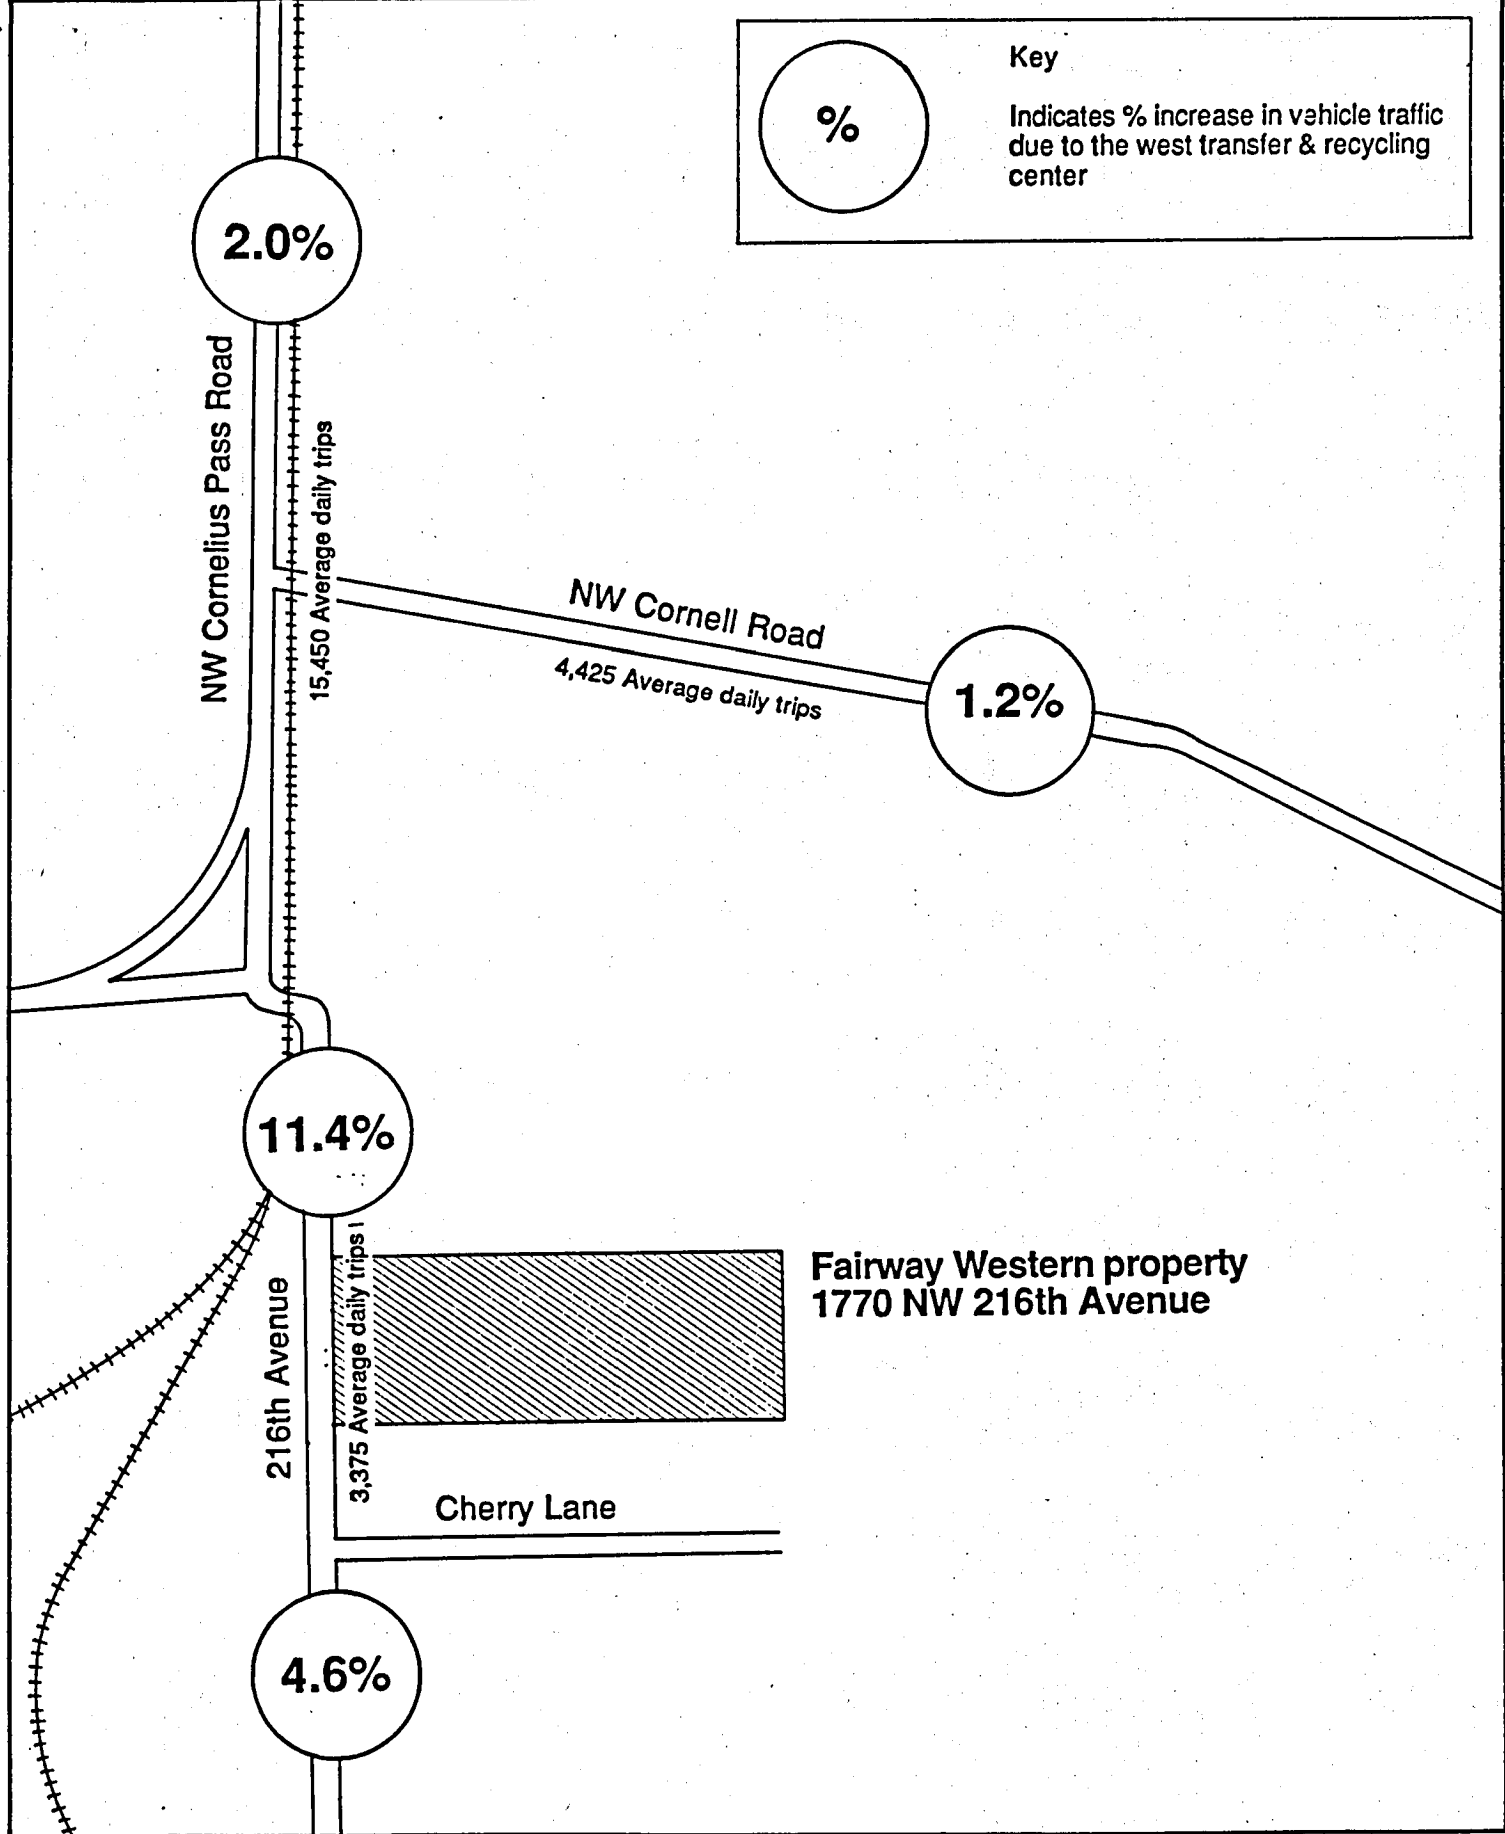 Key
%
Indicates % increase in vehicle traffic
due to the west transfer & recycling
center
2.0%
NW Cornelius Pass Road
15,450 Average daily trips
NW Cornell Road
4,425 Average daily trips
1.2%
11.4%
216th Avenue
3,375 Average daily trips
Fairway Western property
1770 NW 216th Avenue
Cherry Lane
4.6%